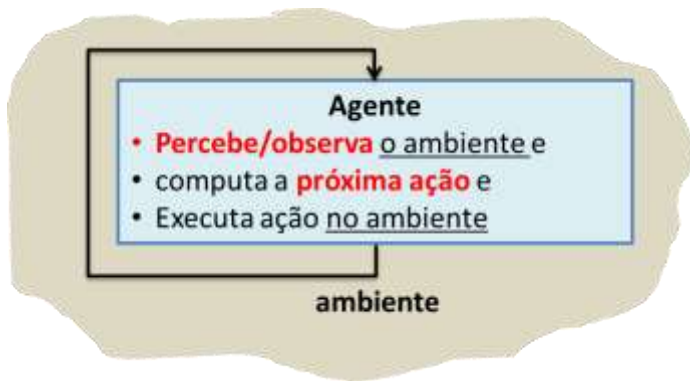 Agente
• Percebe/observa o ambiente e
• computa a próxima ação e
• Executa ação no ambiente
ambiente